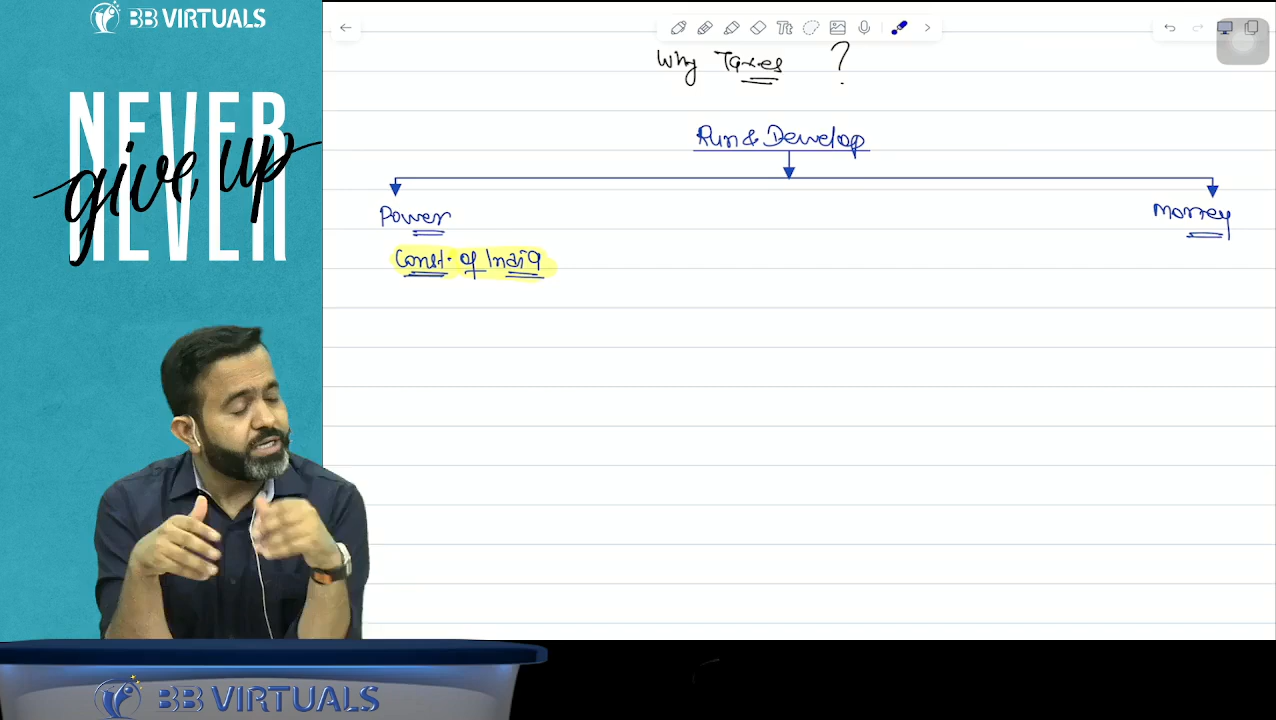 BB VIRTUALS
NEVER
give up
NEVER
Why Taxes ?
Run & Develop
Power
Money
Const. of India
BB VIRTUALS